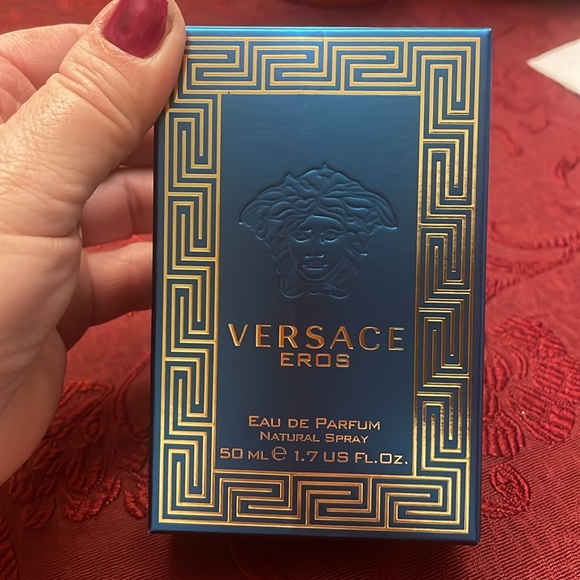 VERSACE
EROS
EAU DE PARFUM
NATURAL SPRAY
50 ML ℮ 1.7 US FL.OZ.